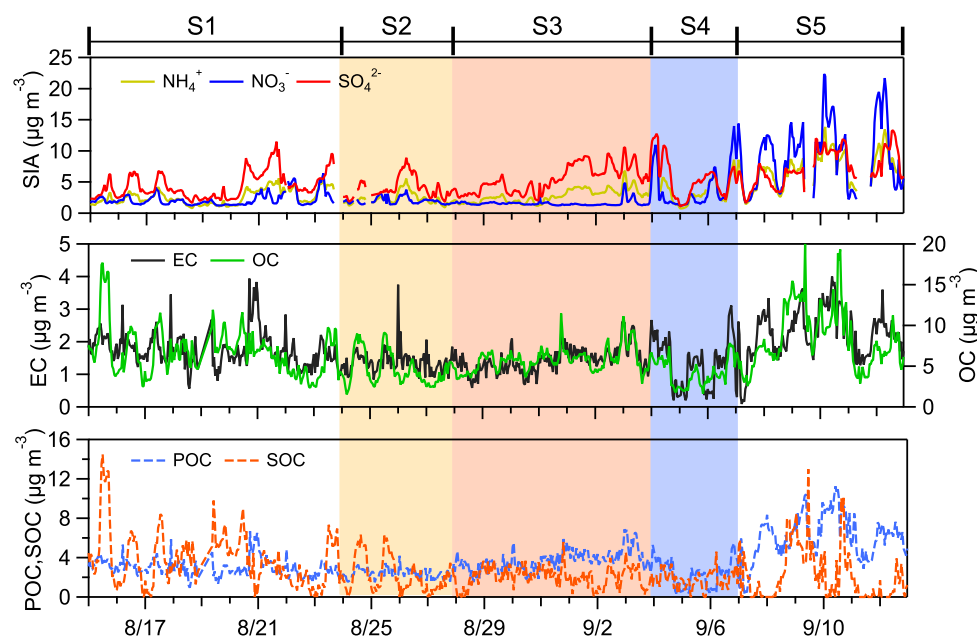 S1 S2 S3 S4 S5
SIA (μg m⁻³)
25
20
15
10
5
0
NH₄⁺ NO₃⁻ SO₄²⁻
EC (μg m⁻³)
5
4
3
2
1
0
EC OC
20
15
10
5
0
OC (μg m⁻³)
POC,SOC (μg m⁻³)
16
12
8
4
0
POC SOC
8/17 8/21 8/25 8/29 9/2 9/6 9/10